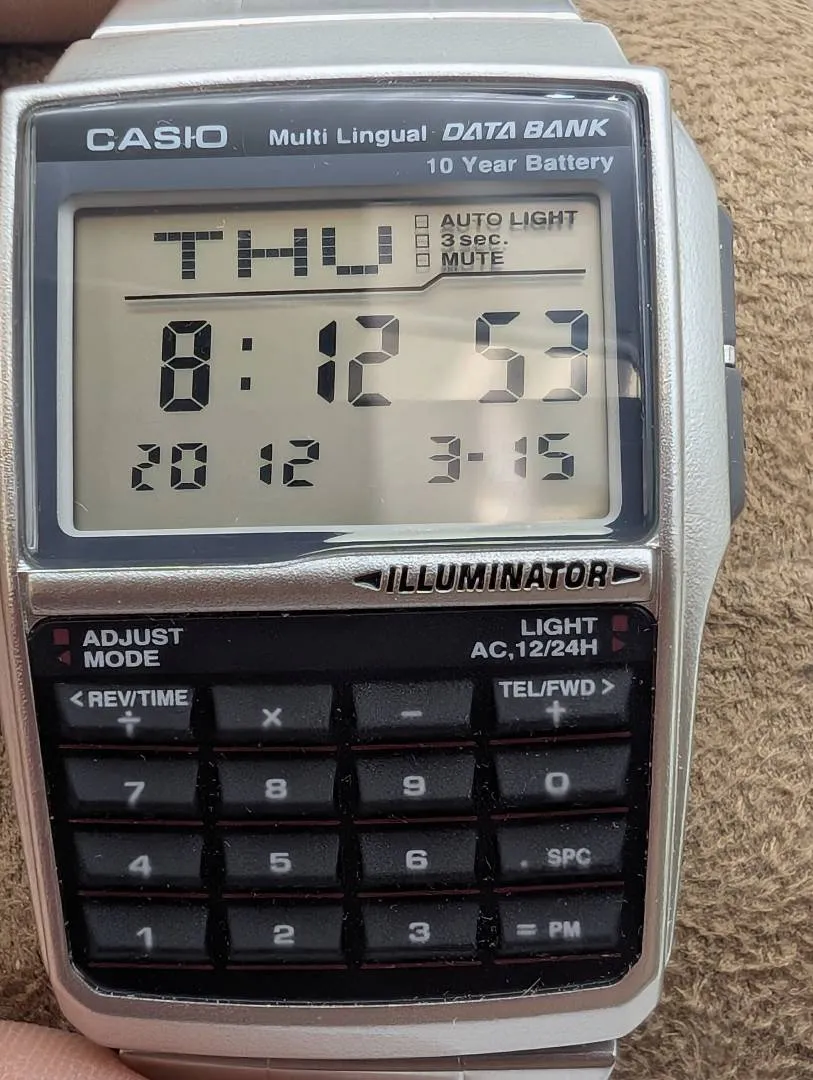 CASIO Multi Lingual DATA BANK
10 Year Battery
THU
AUTO LIGHT
3 sec.
MUTE
8:12 53
20 12 3-15
ILLUMINATOR
ADJUST
MODE
LIGHT
AC,12/24H
< REV/TIME
TEL/FWD >
÷ × − +
7 8 9 0
4 5 6 . SPC
1 2 3 = PM